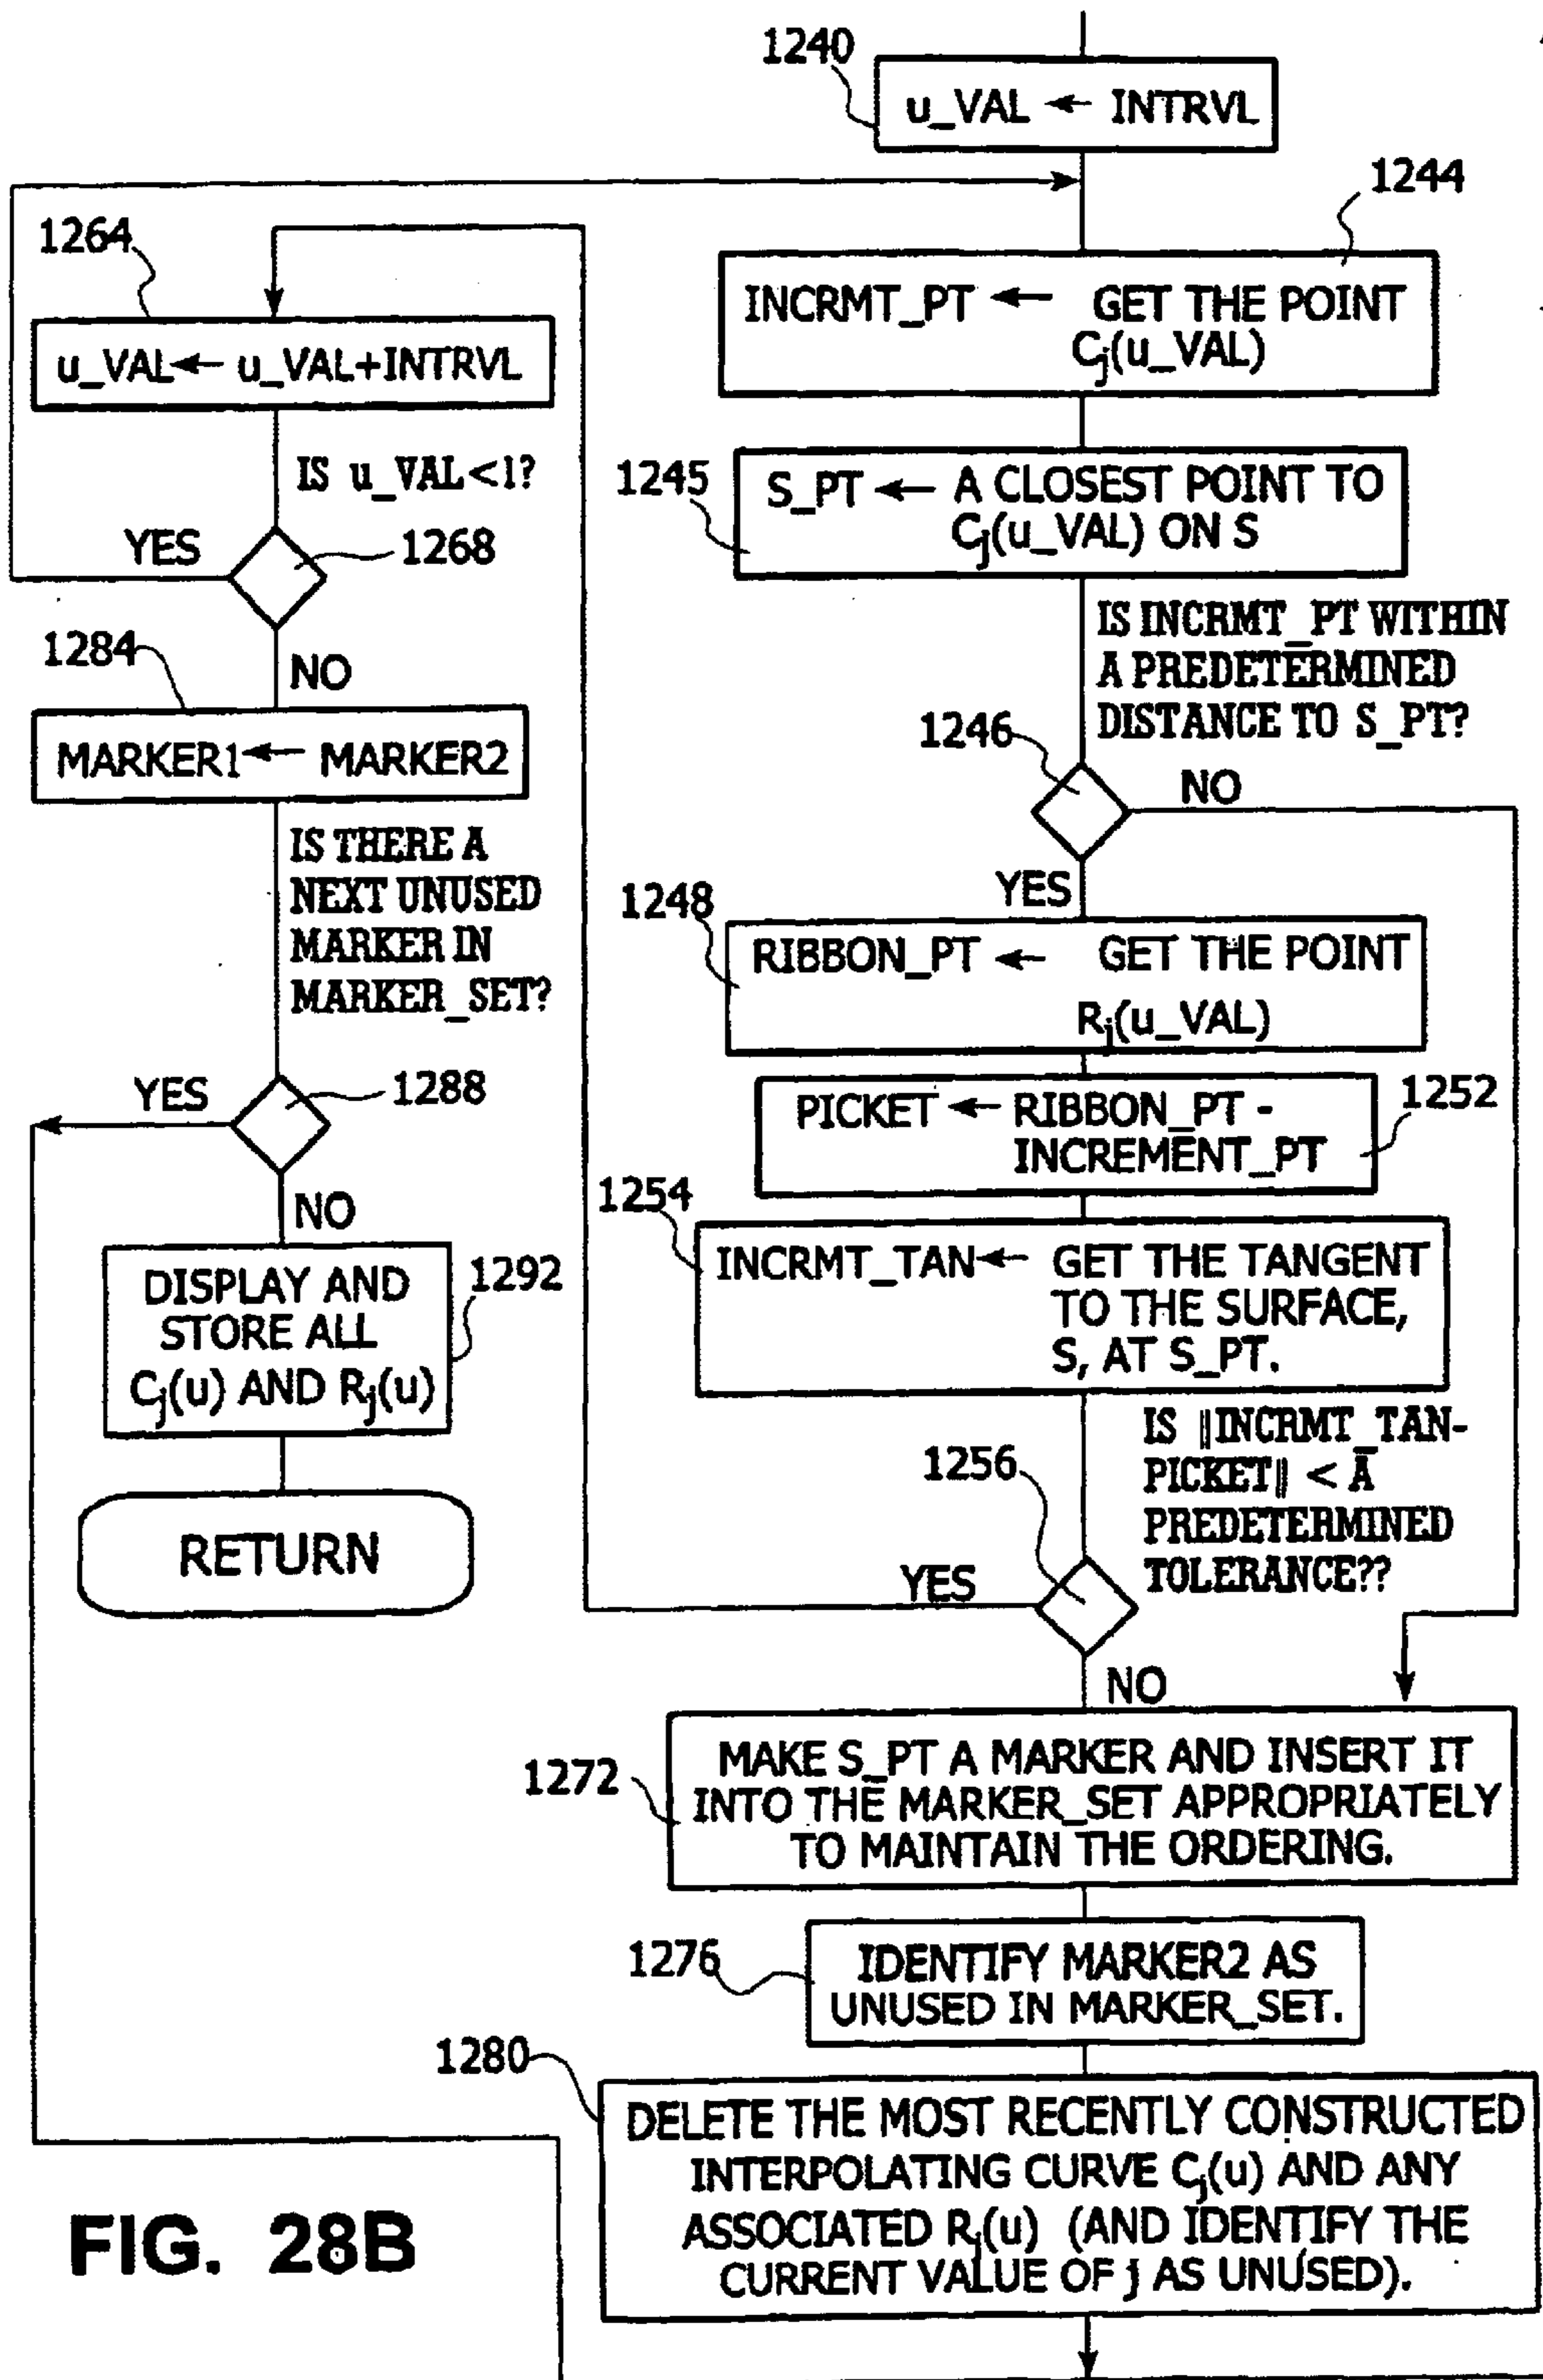 1240
u_VAL ← INTRVL
1244
INCRMT_PT ← GET THE POINT
Cj(u_VAL)
1245
S_PT ← A CLOSEST POINT TO
Cj(u_VAL) ON S
IS INCRMT_PT WITHIN
A PREDETERMINED
DISTANCE TO S_PT?
1246
NO
YES
1248
RIBBON_PT ← GET THE POINT
Rj(u_VAL)
PICKET ← RIBBON_PT -
INCREMENT_PT
1252
1254
INCRMT_TAN ← GET THE TANGENT
TO THE SURFACE,
S, AT S_PT.
IS ||INCRMT_TAN-
PICKET|| < A
PREDETERMINED
TOLERANCE??
1256
YES
NO
1264
u_VAL ← u_VAL+INTRVL
IS u_VAL<1?
YES
1268
NO
1284
MARKER1 ← MARKER2
IS THERE A
NEXT UNUSED
MARKER IN
MARKER_SET?
YES
1288
NO
DISPLAY AND
STORE ALL
Cj(u) AND Rj(u)
1292
RETURN
1272
MAKE S_PT A MARKER AND INSERT IT
INTO THE MARKER_SET APPROPRIATELY
TO MAINTAIN THE ORDERING.
1276
IDENTIFY MARKER2 AS
UNUSED IN MARKER_SET.
1280
DELETE THE MOST RECENTLY CONSTRUCTED
INTERPOLATING CURVE Cj(u) AND ANY
ASSOCIATED Rj(u) (AND IDENTIFY THE
CURRENT VALUE OF j AS UNUSED).
FIG. 28B